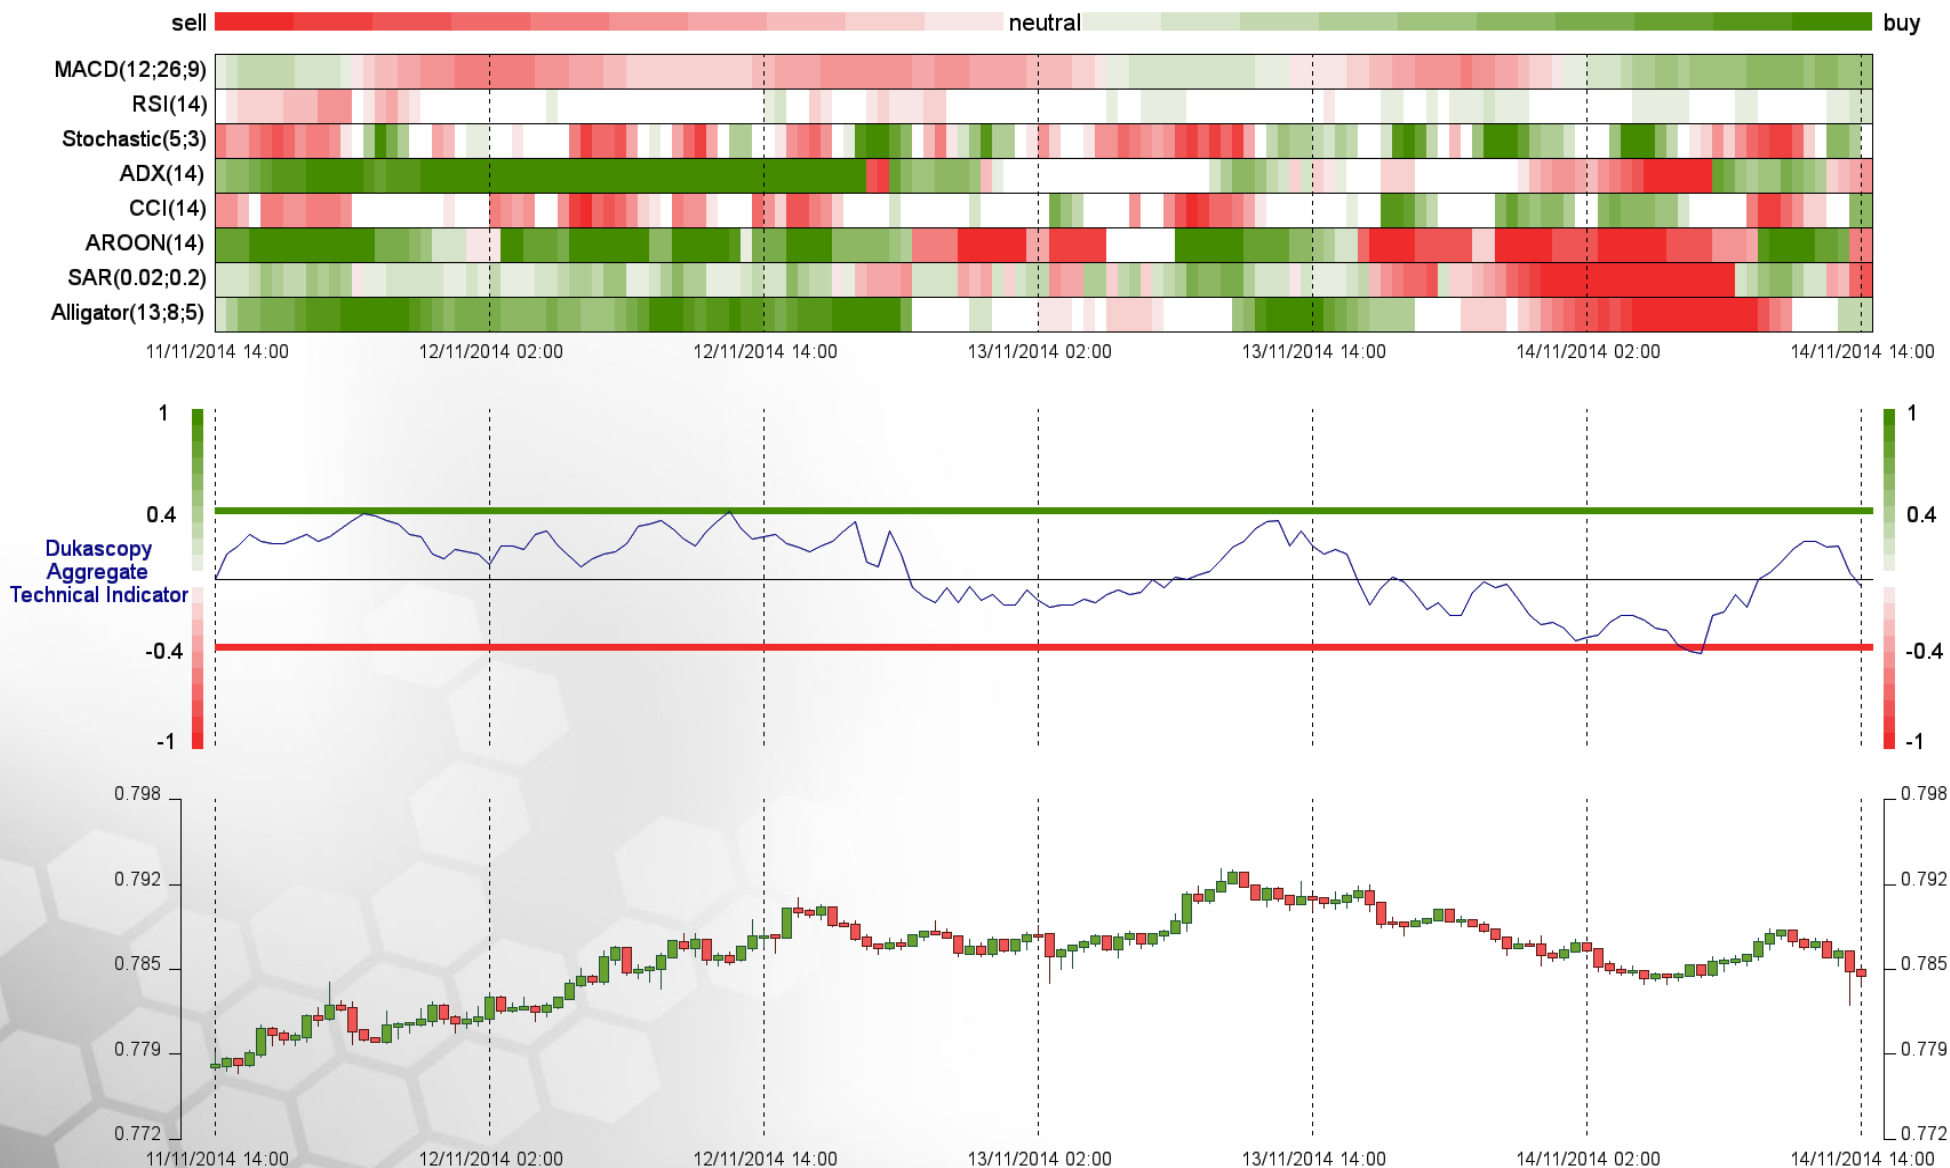 sell neutral buy
MACD(12;26;9)
RSI(14)
Stochastic(5;3)
ADX(14)
CCI(14)
AROON(14)
SAR(0.02;0.2)
Alligator(13;8;5)
11/11/2014 14:00 12/11/2014 02:00 12/11/2014 14:00 13/11/2014 02:00 13/11/2014 14:00 14/11/2014 02:00 14/11/2014 14:00
1 1
0.4 0.4
Dukascopy
Aggregate
Technical Indicator
-0.4 -0.4
-1 -1
0.798 0.798
0.792 0.792
0.785 0.785
0.779 0.779
0.772 0.772
11/11/2014 14:00 12/11/2014 02:00 12/11/2014 14:00 13/11/2014 02:00 13/11/2014 14:00 14/11/2014 02:00 14/11/2014 14:00